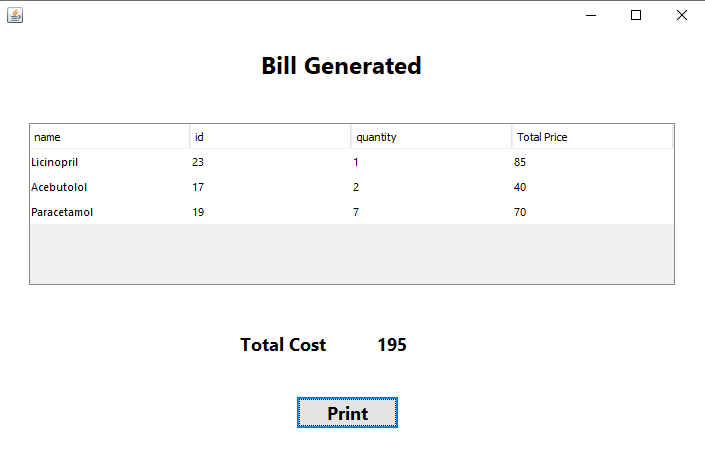 Bill Generated
name id quantity Total Price
Licinopril 23 1 85
Acebutolol 17 2 40
Paracetamol 19 7 70
Total Cost 195
Print